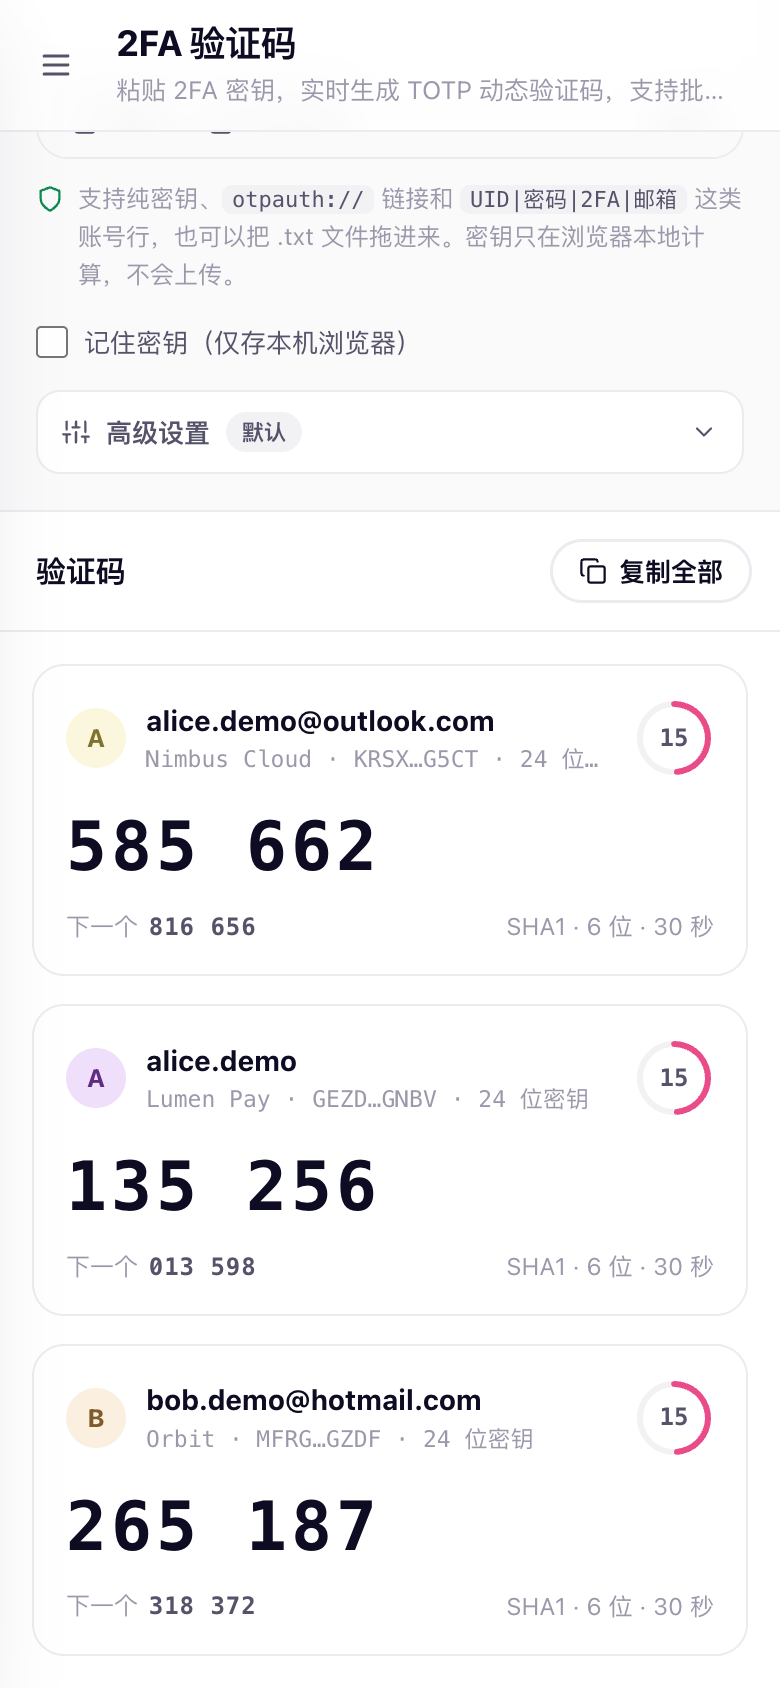 2FA 验证码
粘贴 2FA 密钥，实时生成 TOTP 动态验证码，支持批...
支持纯密钥、 otpauth:// 链接和 UID|密码|2FA|邮箱 这类
账号行，也可以把 .txt 文件拖进来。密钥只在浏览器本地计
算，不会上传。
记住密钥（仅存本机浏览器）
高级设置 默认
验证码 复制全部
A alice.demo@outlook.com 15
Nimbus Cloud · KRSX…G5CT · 24 位…
585 662
下一个 816 656 SHA1 · 6 位 · 30 秒
A alice.demo 15
Lumen Pay · GEZD…GNBV · 24 位密钥
135 256
下一个 013 598 SHA1 · 6 位 · 30 秒
B bob.demo@hotmail.com 15
Orbit · MFRG…GZDF · 24 位密钥
265 187
下一个 318 372 SHA1 · 6 位 · 30 秒